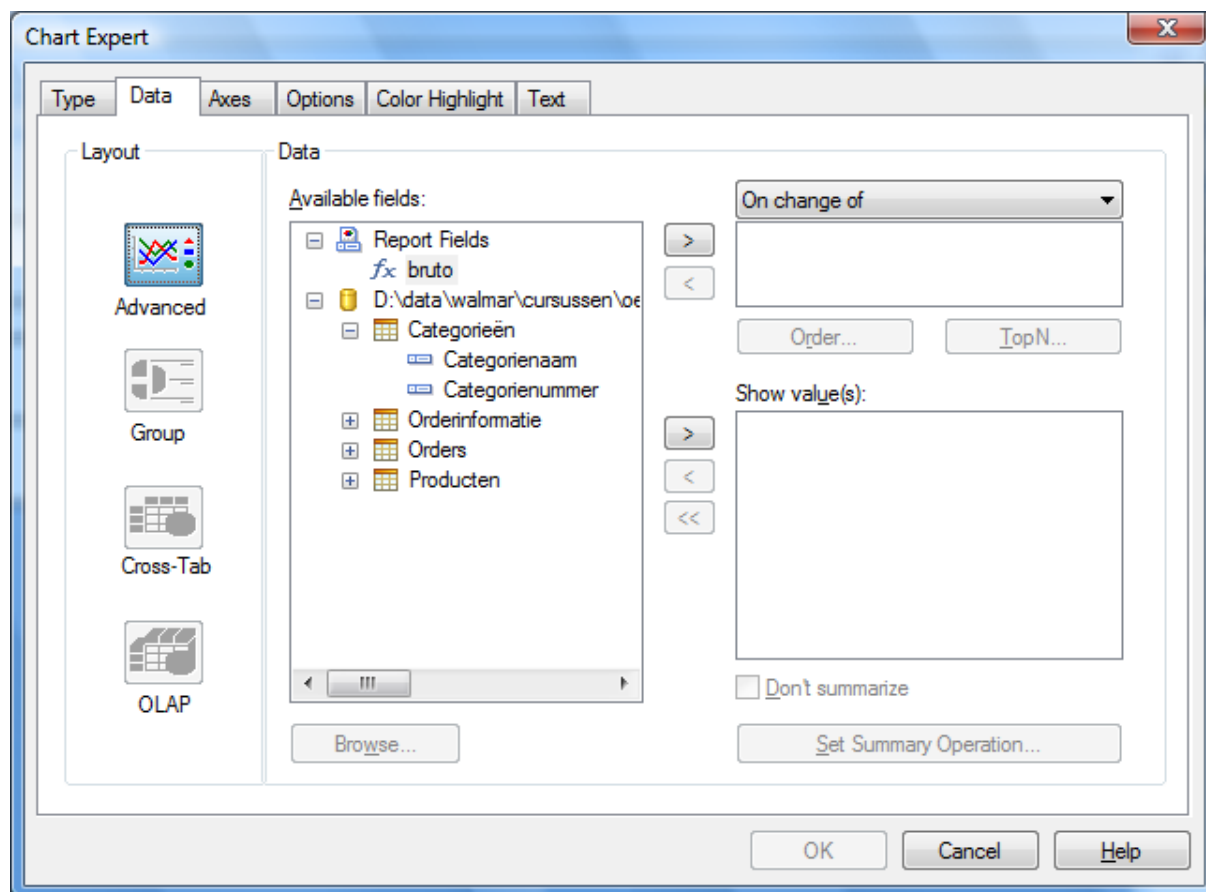 Chart Expert
Type Data Axes Options Color Highlight Text
Layout
Advanced
Group
Cross-Tab
OLAP
Data
Available fields:
Report Fields
fx bruto
D:\data\walmar\cursussen\oe
Categorieën
Categorienaam
Categorienummer
Orderinformatie
Orders
Producten
Browse...
>
<
On change of
Order... TopN...
Show value(s):
>
<
<<
Don't summarize
Set Summary Operation...
OK Cancel Help